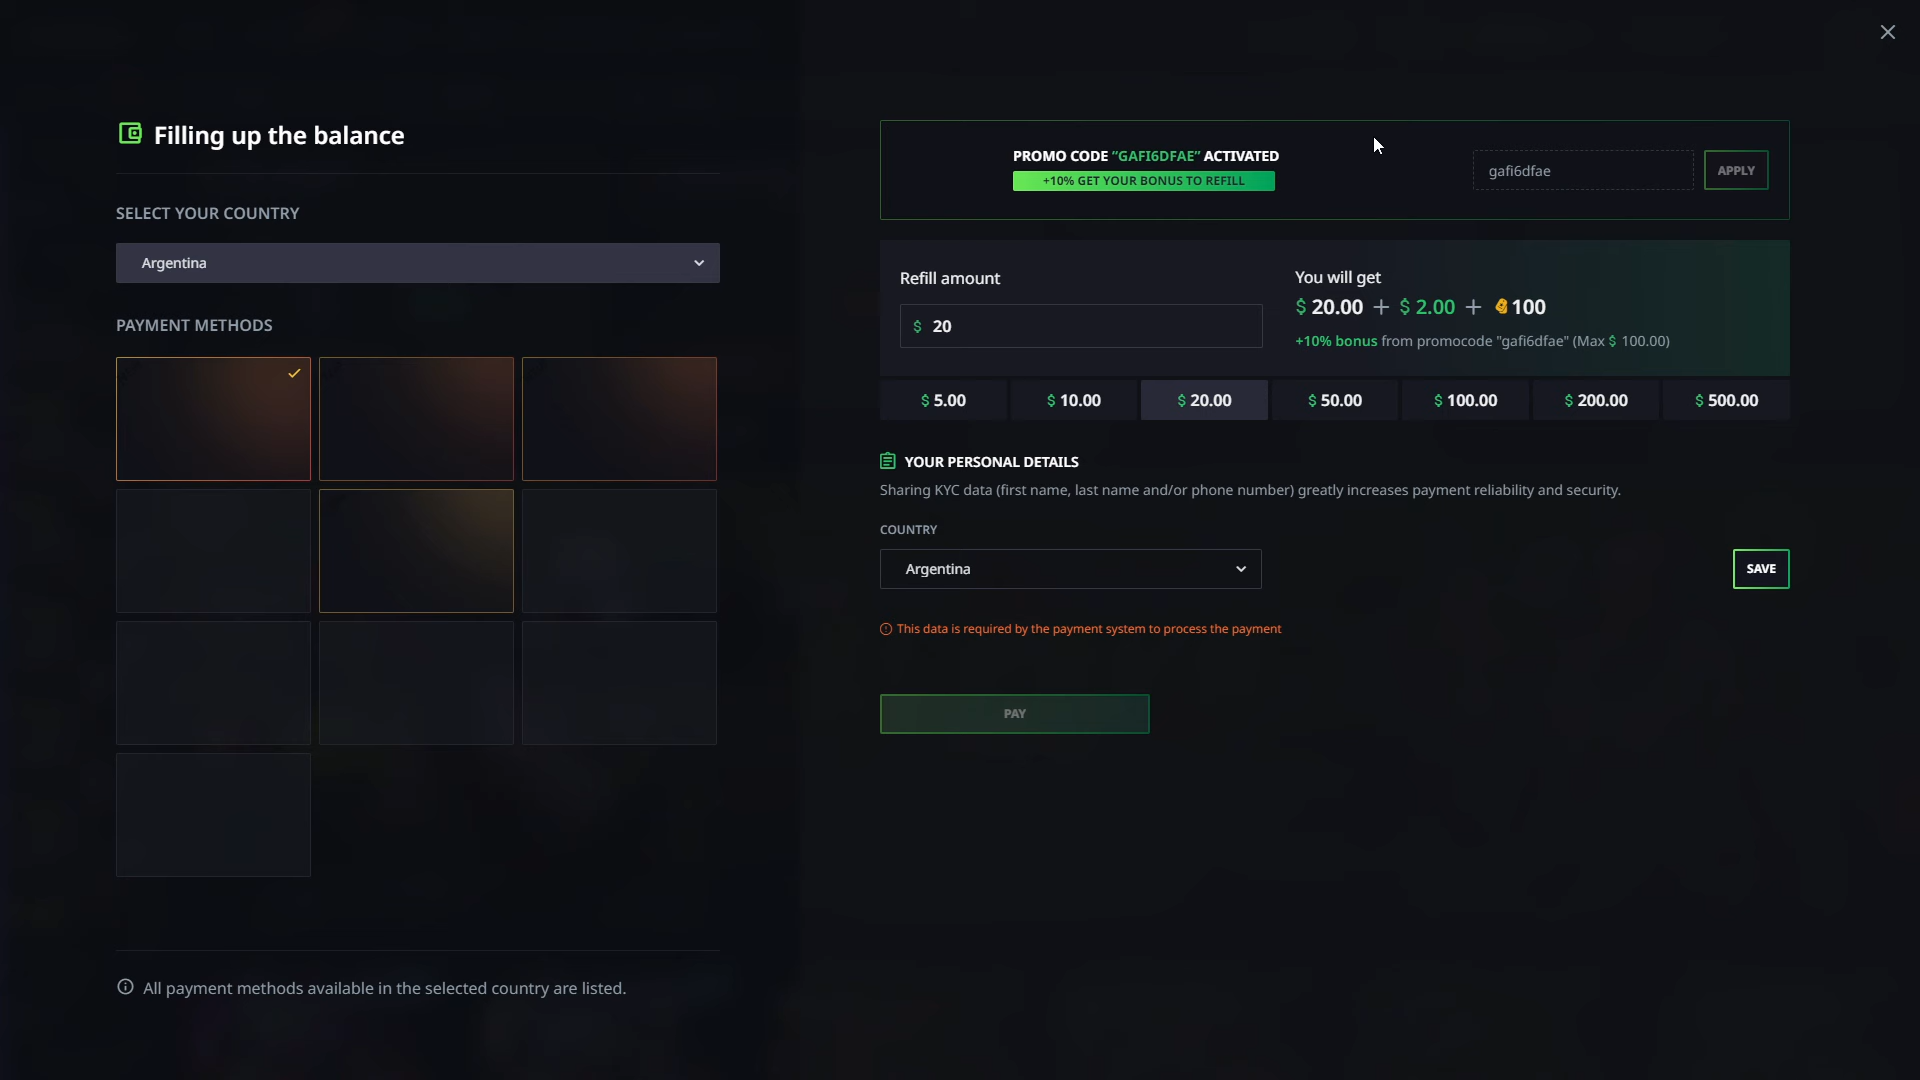 Filling up the balance
SELECT YOUR COUNTRY
Argentina
PAYMENT METHODS
All payment methods available in the selected country are listed.
PROMO CODE “GAFI6DFAE” ACTIVATED
+10% GET YOUR BONUS TO REFILL
gafi6dfae
APPLY
Refill amount
$ 20
You will get
$ 20.00 + $ 2.00 + 100
+10% bonus from promocode "gafi6dfae" (Max $ 100.00)
$ 5.00
$ 10.00
$ 20.00
$ 50.00
$ 100.00
$ 200.00
$ 500.00
YOUR PERSONAL DETAILS
Sharing KYC data (first name, last name and/or phone number) greatly increases payment reliability and security.
COUNTRY
Argentina
SAVE
This data is required by the payment system to process the payment
PAY